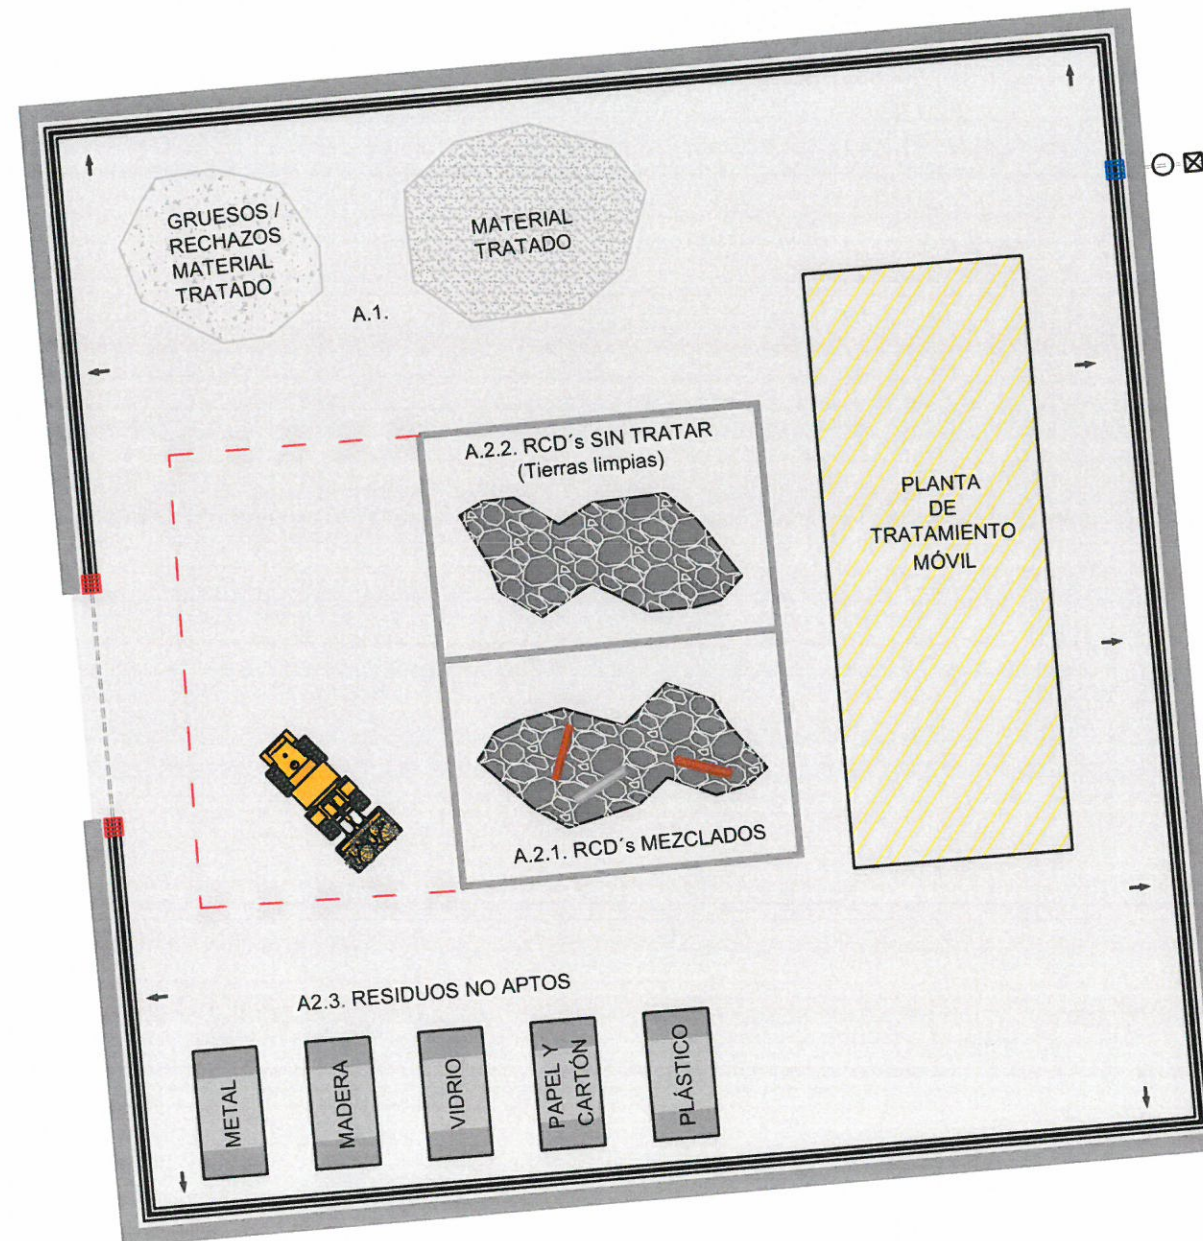 GRUESOS /
RECHAZOS
MATERIAL
TRATADO
MATERIAL
TRATADO
A.1.
A.2.2. RCD´s SIN TRATAR
(Tierras limpias)
PLANTA
DE
TRATAMIENTO
MÓVIL
A.2.1. RCD´s MEZCLADOS
A2.3. RESIDUOS NO APTOS
METAL
MADERA
VIDRIO
PAPEL Y
CARTÓN
PLÁSTICO